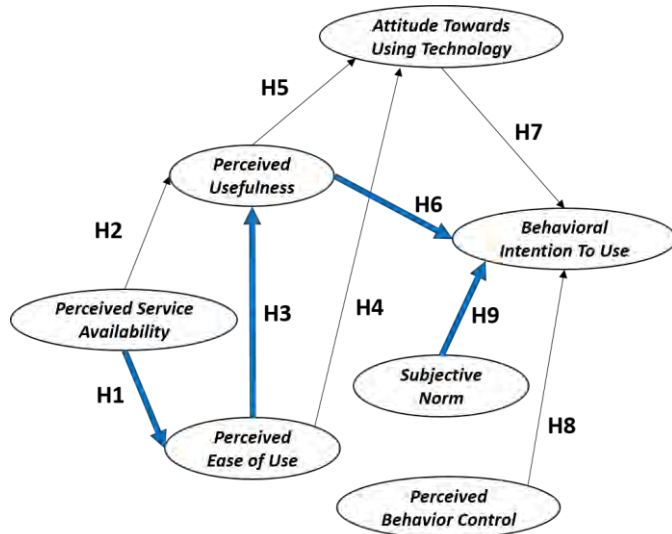 Attitude Towards
Using Technology
H5
H7
Perceived
Usefulness
H6
Behavioral
Intention To Use
H2
Perceived Service
Availability
H3
H4
H9
H1
Subjective
Norm
Perceived
Ease of Use
H8
Perceived
Behavior Control